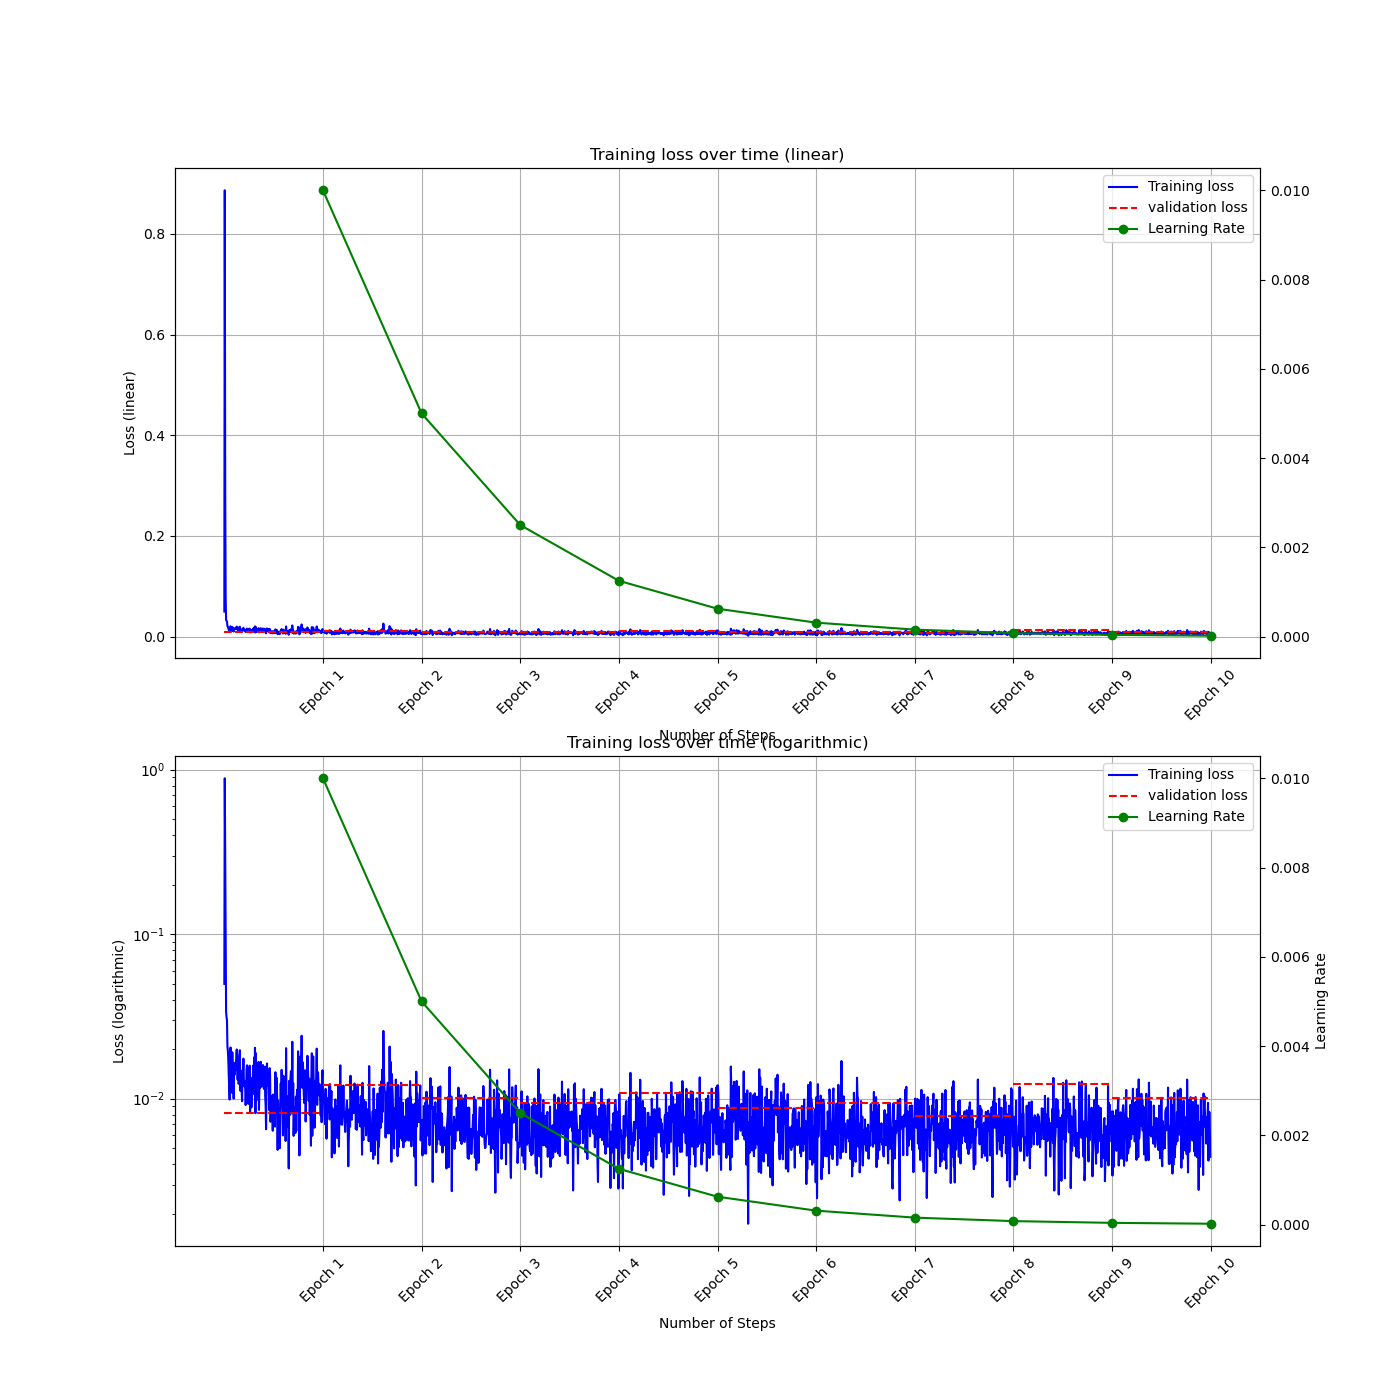 Training loss over time (linear)
Training loss
validation loss
Learning Rate
0.8
0.6
0.4
0.2
0.0
Loss (linear)
0.010
0.008
0.006
0.004
0.002
0.000
Epoch 1
Epoch 2
Epoch 3
Epoch 4
Epoch 5
Epoch 6
Epoch 7
Epoch 8
Epoch 9
Epoch 10
Number of Steps
Training loss over time (logarithmic)
Training loss
validation loss
Learning Rate
10⁰
10⁻¹
10⁻²
Loss (logarithmic)
0.010
0.008
0.006
0.004
0.002
0.000
Learning Rate
Epoch 1
Epoch 2
Epoch 3
Epoch 4
Epoch 5
Epoch 6
Epoch 7
Epoch 8
Epoch 9
Epoch 10
Number of Steps